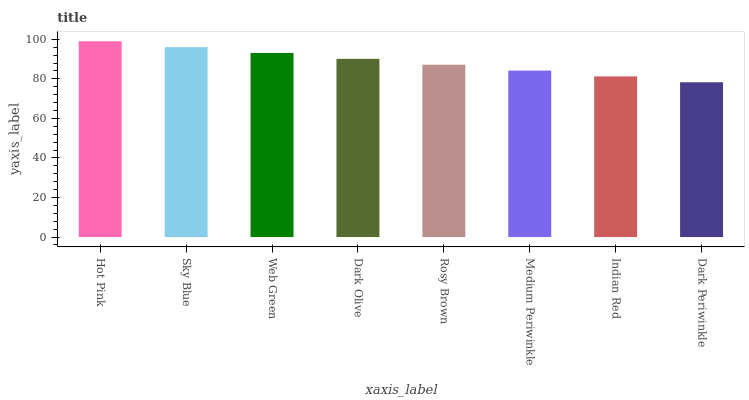 title
100
80
60
40
20
0
yaxis_label
Hot Pink
Sky Blue
Web Green
Dark Olive
Rosy Brown
Medium Periwinkle
Indian Red
Dark Periwinkle
xaxis_label